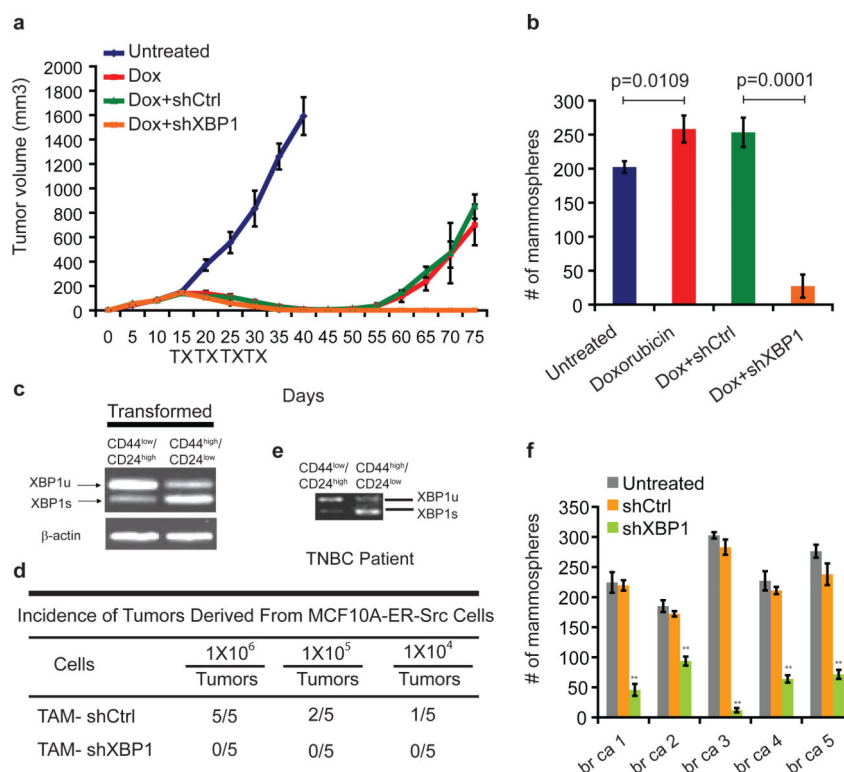 a
Untreated
Dox
Dox+shCtrl
Dox+shXBP1
Tumor volume (mm3)
2000
1800
1600
1400
1200
1000
800
600
400
200
0
0 5 10 15 20 25 30 35 40 45 50 55 60 65 70 75
TXTXTXTX
Days
b
p=0.0109 p=0.0001
# of mammospheres
300
250
200
150
100
50
0
Untreated
Doxorubicin
Dox+shCtrl
Dox+shXBP1
c
Transformed
CD44low/ CD44high/
CD24high CD24low
XBP1u
XBP1s
β-actin
e
CD44low/ CD44high/
CD24high CD24low
XBP1u
XBP1s
TNBC Patient
d
Incidence of Tumors Derived From MCF10A-ER-Src Cells
Cells 1X10⁶ 1X10⁵ 1X10⁴
Tumors Tumors Tumors
TAM- shCtrl 5/5 2/5 1/5
TAM- shXBP1 0/5 0/5 0/5
f
Untreated
shCtrl
shXBP1
# of mammospheres
350
300
250
200
150
100
50
0
** ** ** ** **
br ca 1
br ca 2
br ca 3
br ca 4
br ca 5